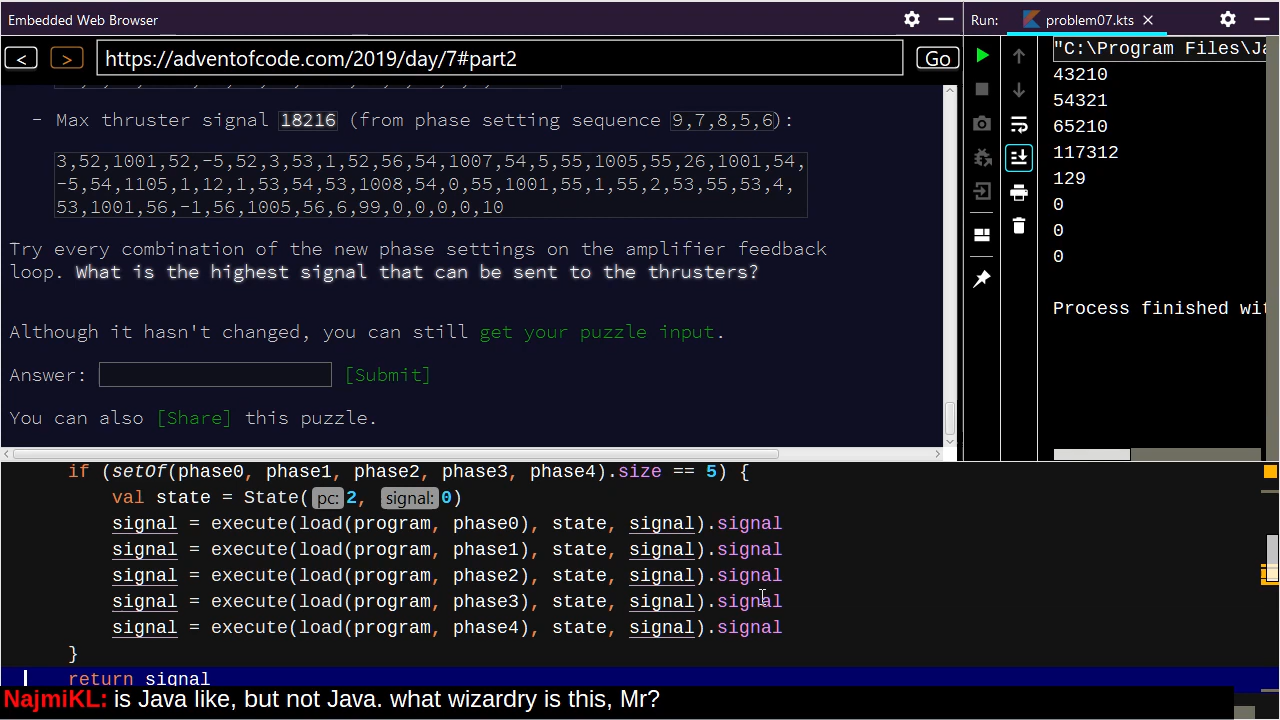 Embedded Web Browser
Run: problem07.kts
< > https://adventofcode.com/2019/day/7#part2 Go
- Max thruster signal 18216 (from phase setting sequence 9,7,8,5,6):
3,52,1001,52,-5,52,3,53,1,52,56,54,1007,54,5,55,1005,55,26,1001,54,
-5,54,1105,1,12,1,53,54,53,1008,54,0,55,1001,55,1,55,2,53,55,53,4,
53,1001,56,-1,56,1005,56,6,99,0,0,0,0,10
Try every combination of the new phase settings on the amplifier feedback
loop. What is the highest signal that can be sent to the thrusters?
Although it hasn't changed, you can still get your puzzle input.
Answer: [Submit]
You can also [Share] this puzzle.
"C:\Program Files\Ja
43210
54321
65210
117312
129
0
0
0
Process finished wit
if (setOf(phase0, phase1, phase2, phase3, phase4).size == 5) {
val state = State( pc: 2, signal: 0)
signal = execute(load(program, phase0), state, signal).signal
signal = execute(load(program, phase1), state, signal).signal
signal = execute(load(program, phase2), state, signal).signal
signal = execute(load(program, phase3), state, signal).signal
signal = execute(load(program, phase4), state, signal).signal
}
return signal
NajmiKL: is Java like, but not Java. what wizardry is this, Mr?